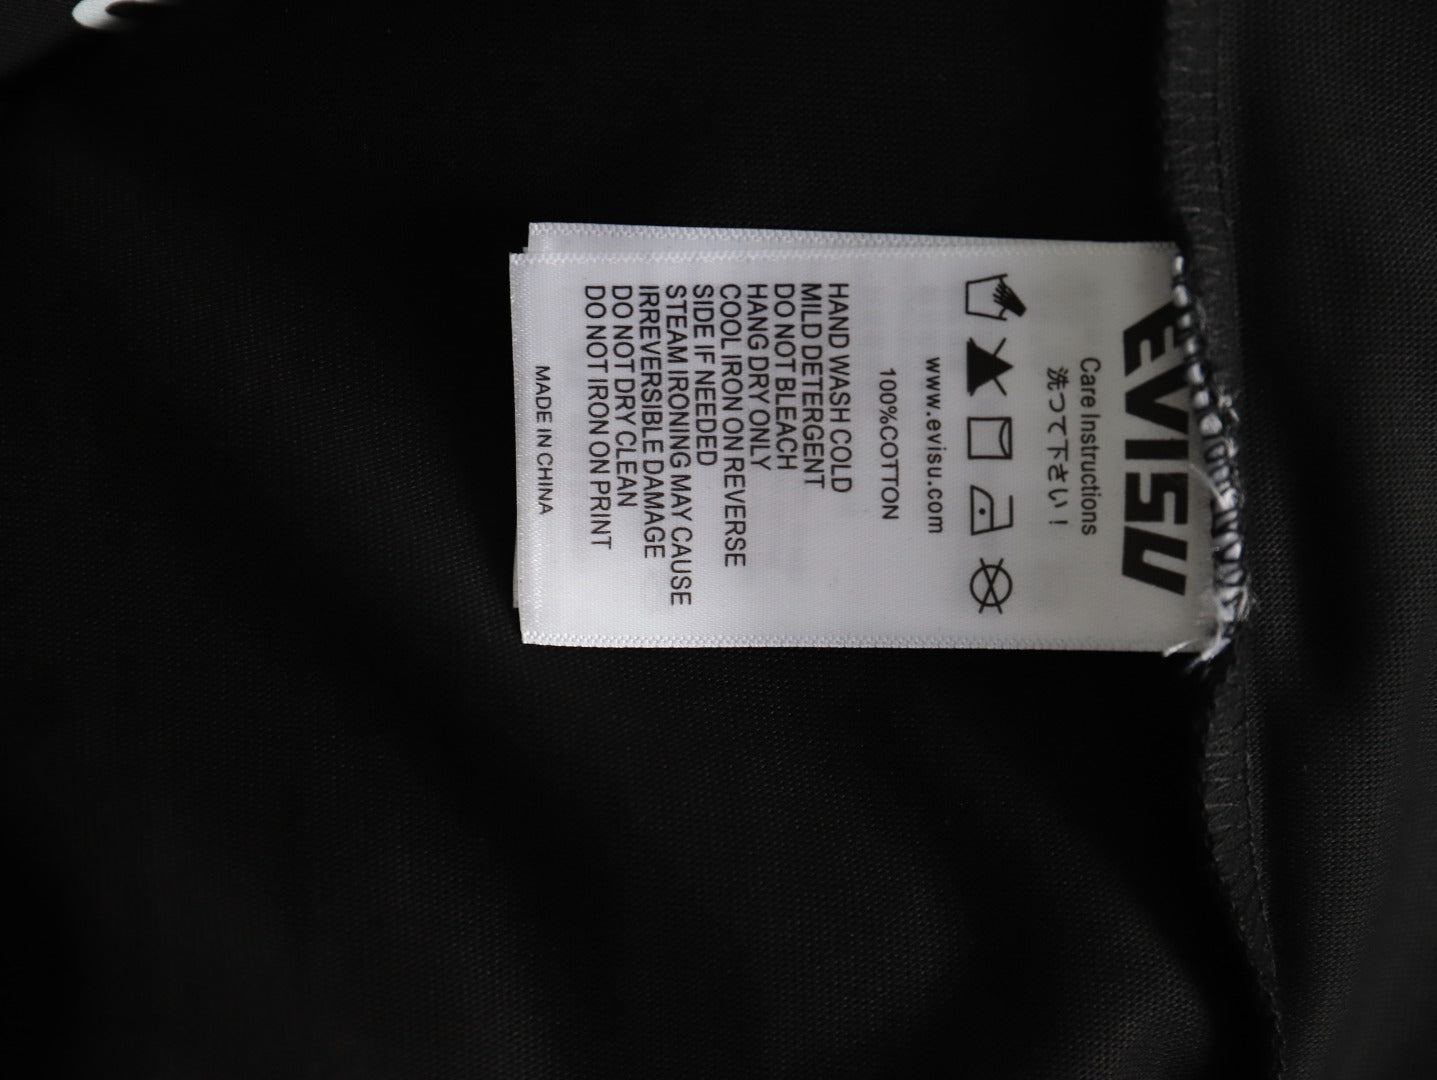 EVISU
Care Instructions
洗って下さい!
www.evisu.com
100%COTTON
HAND WASH COLD
MILD DETERGENT
DO NOT BLEACH
HANG DRY ONLY
COOL IRON ON REVERSE
SIDE IF NEEDED
STEAM IRONING MAY CAUSE
IRREVERSIBLE DAMAGE
DO NOT DRY CLEAN
DO NOT IRON ON PRINT
MADE IN CHINA